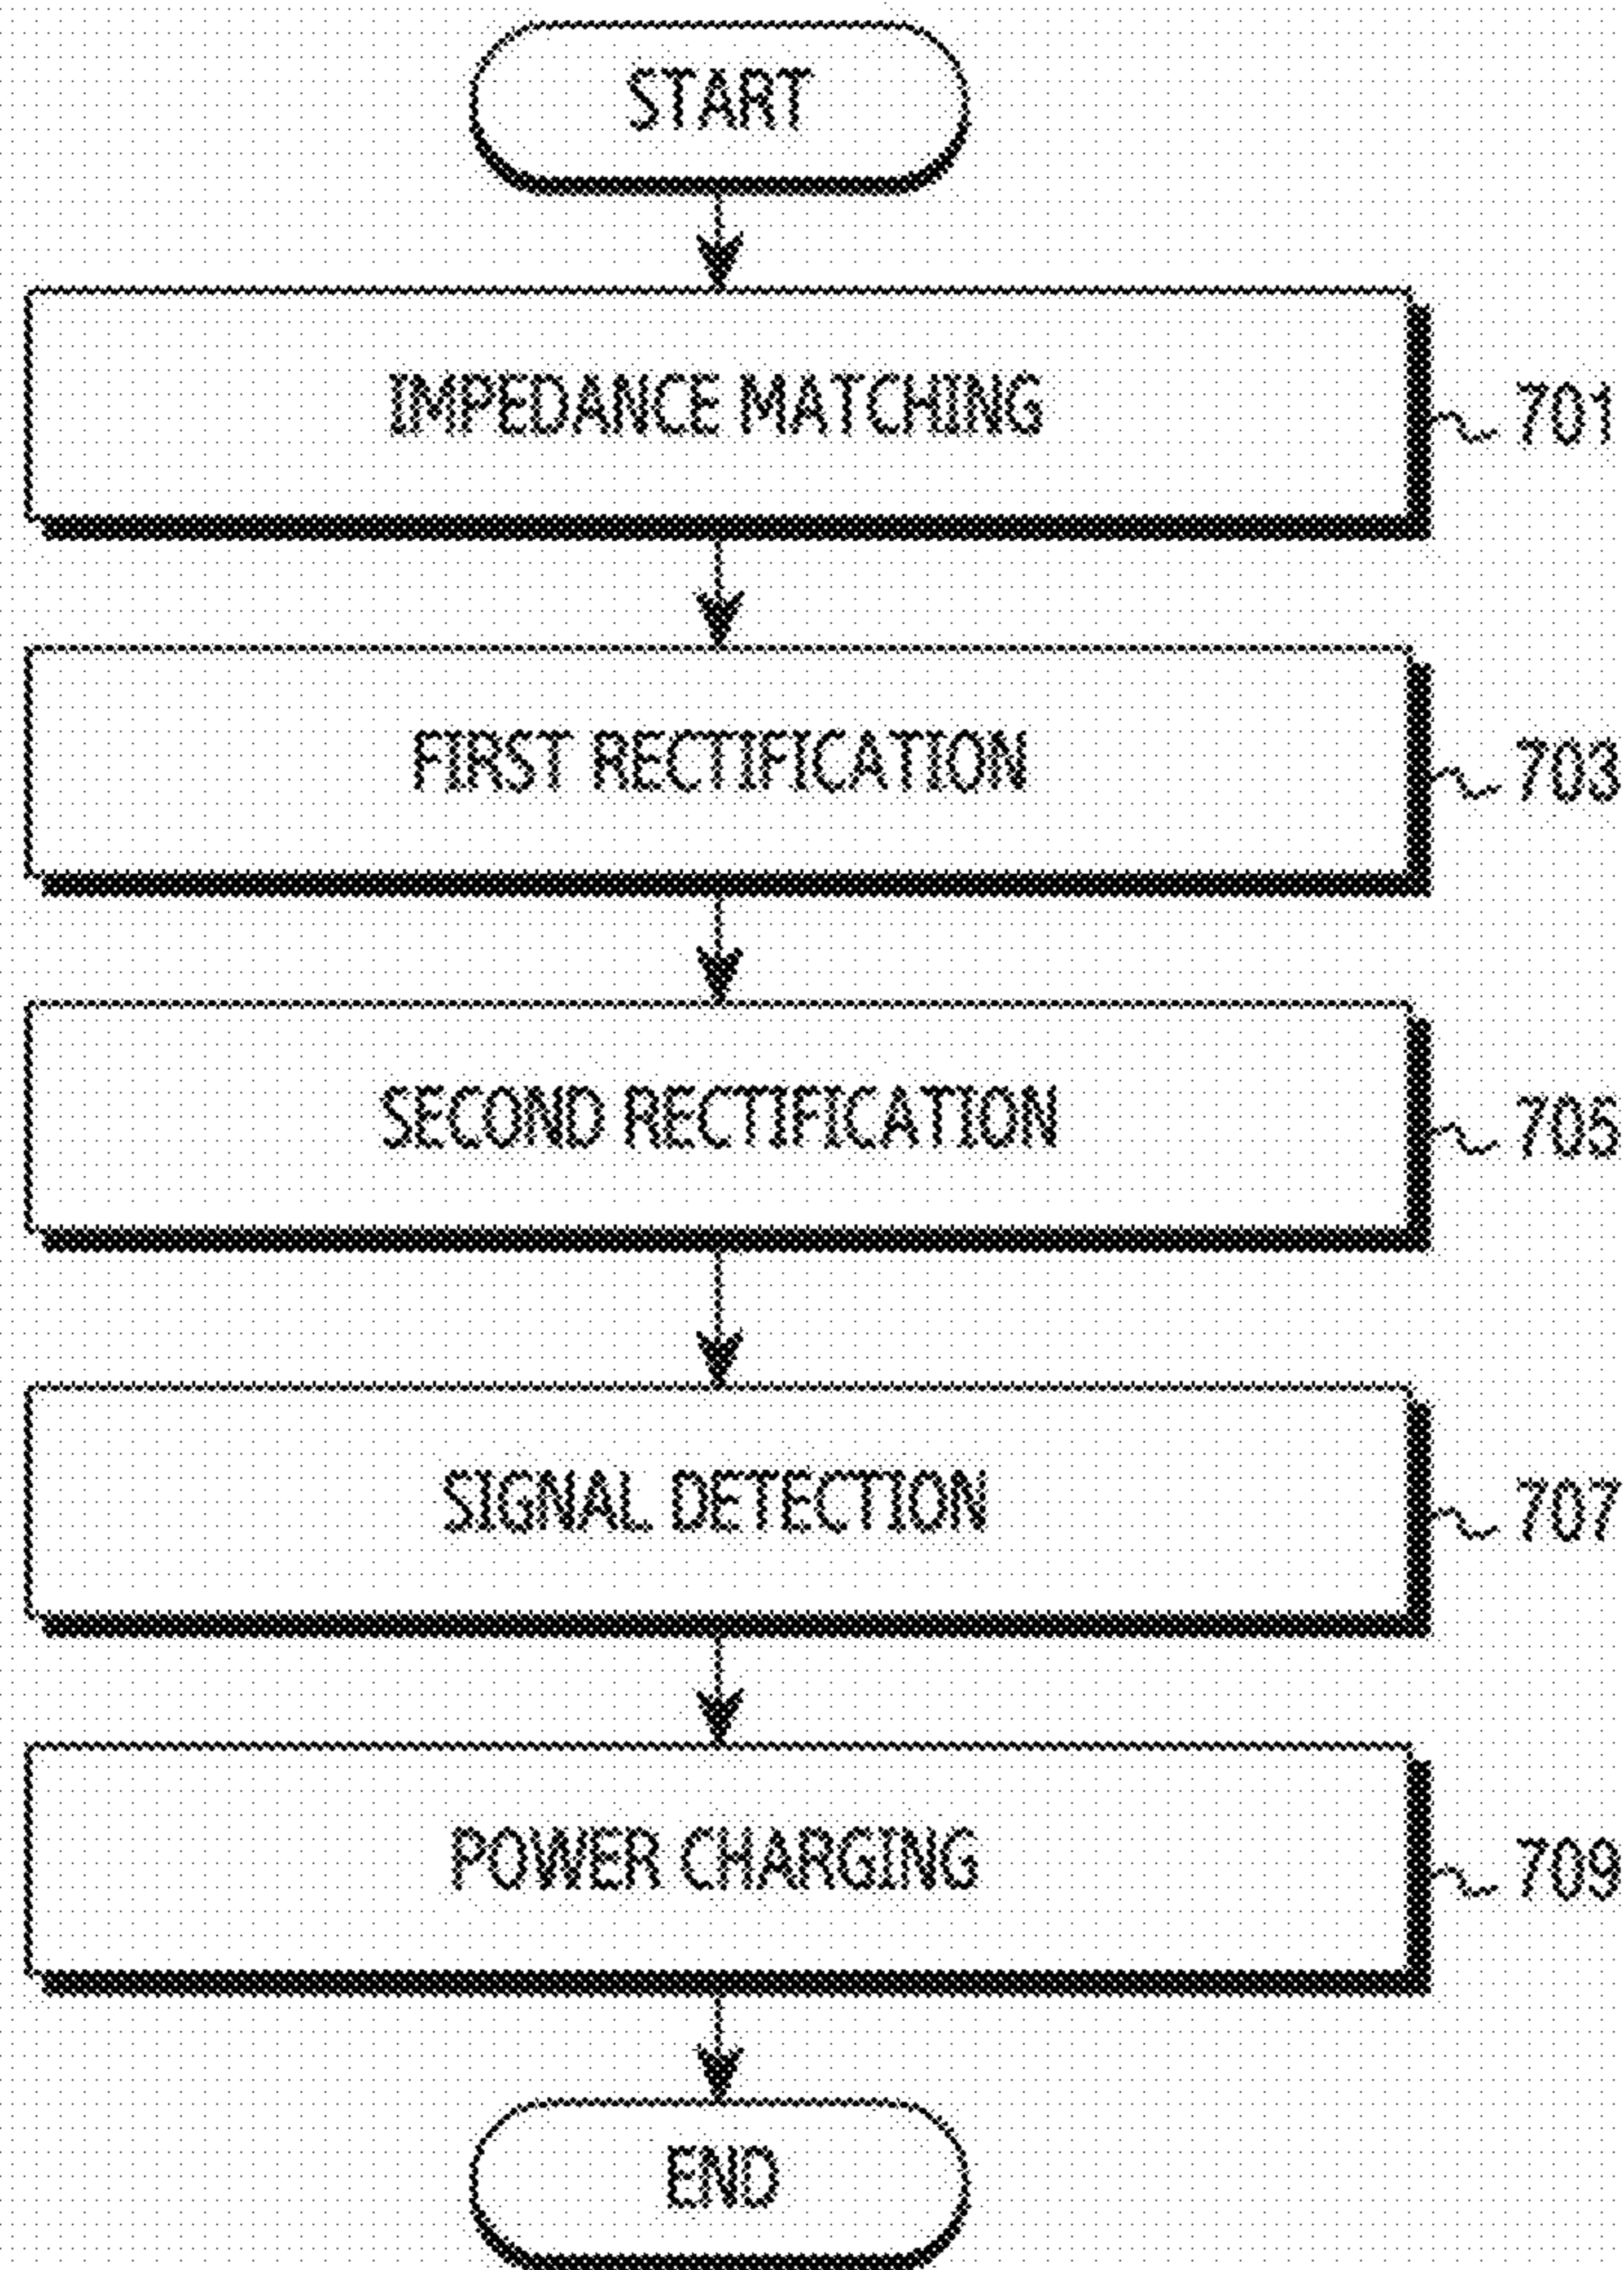 START
IMPEDANCE MATCHING
701
FIRST RECTIFICATION
703
SECOND RECTIFICATION
705
SIGNAL DETECTION
707
POWER CHARGING
709
END